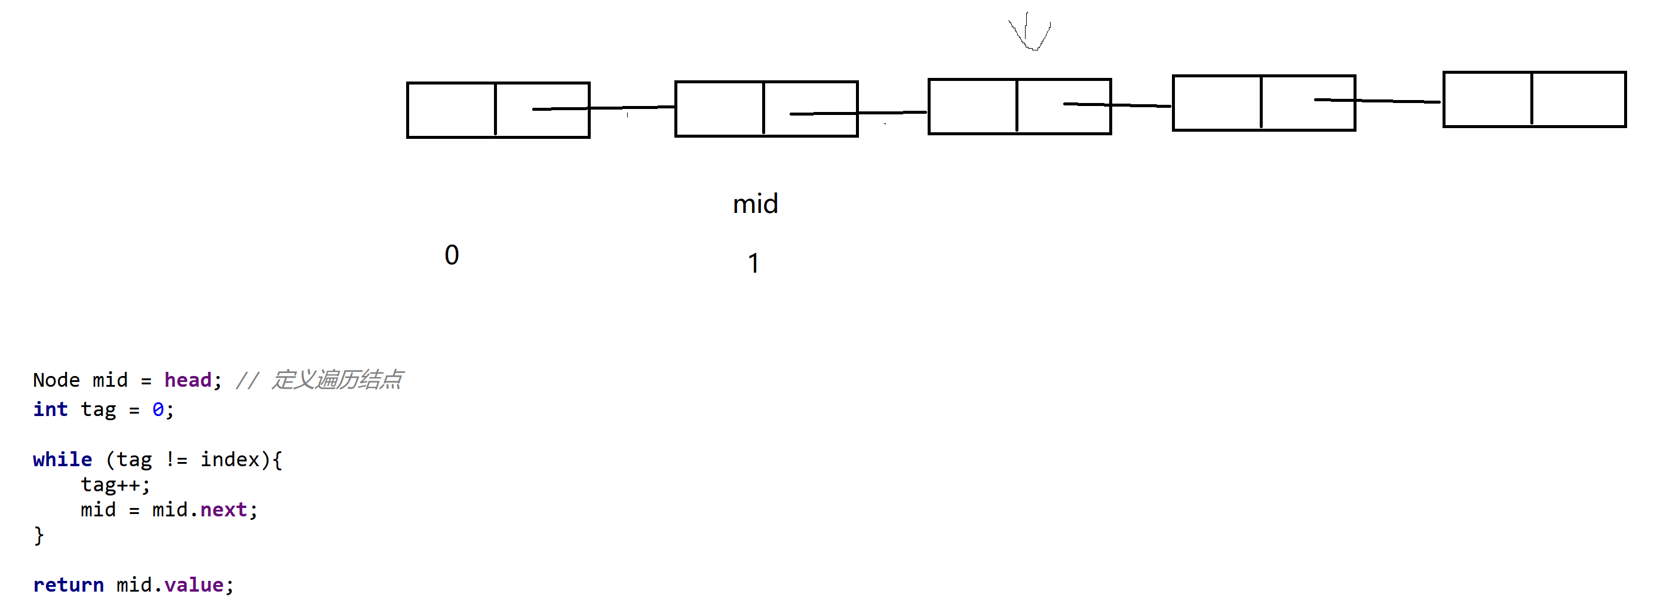 mid
0
1
Node mid = head; // 定义遍历结点
int tag = 0;
while (tag != index){
tag++;
mid = mid.next;
}
return mid.value;